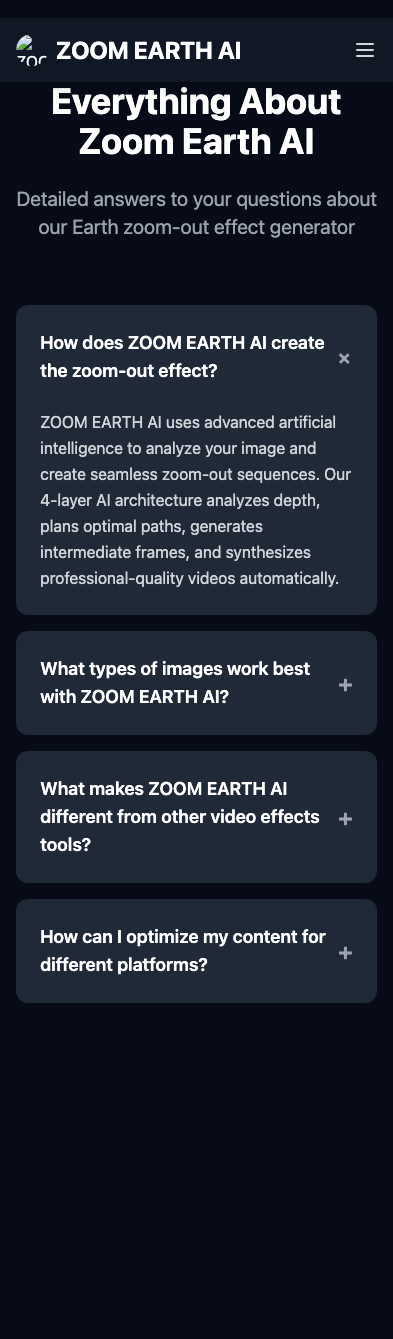 ZOOM EARTH AI
Everything About
Zoom Earth AI
Detailed answers to your questions about
our Earth zoom-out effect generator
How does ZOOM EARTH AI create
the zoom-out effect?
ZOOM EARTH AI uses advanced artificial
intelligence to analyze your image and
create seamless zoom-out sequences. Our
4-layer AI architecture analyzes depth,
plans optimal paths, generates
intermediate frames, and synthesizes
professional-quality videos automatically.
What types of images work best
with ZOOM EARTH AI?
What makes ZOOM EARTH AI
different from other video effects
tools?
How can I optimize my content for
different platforms?